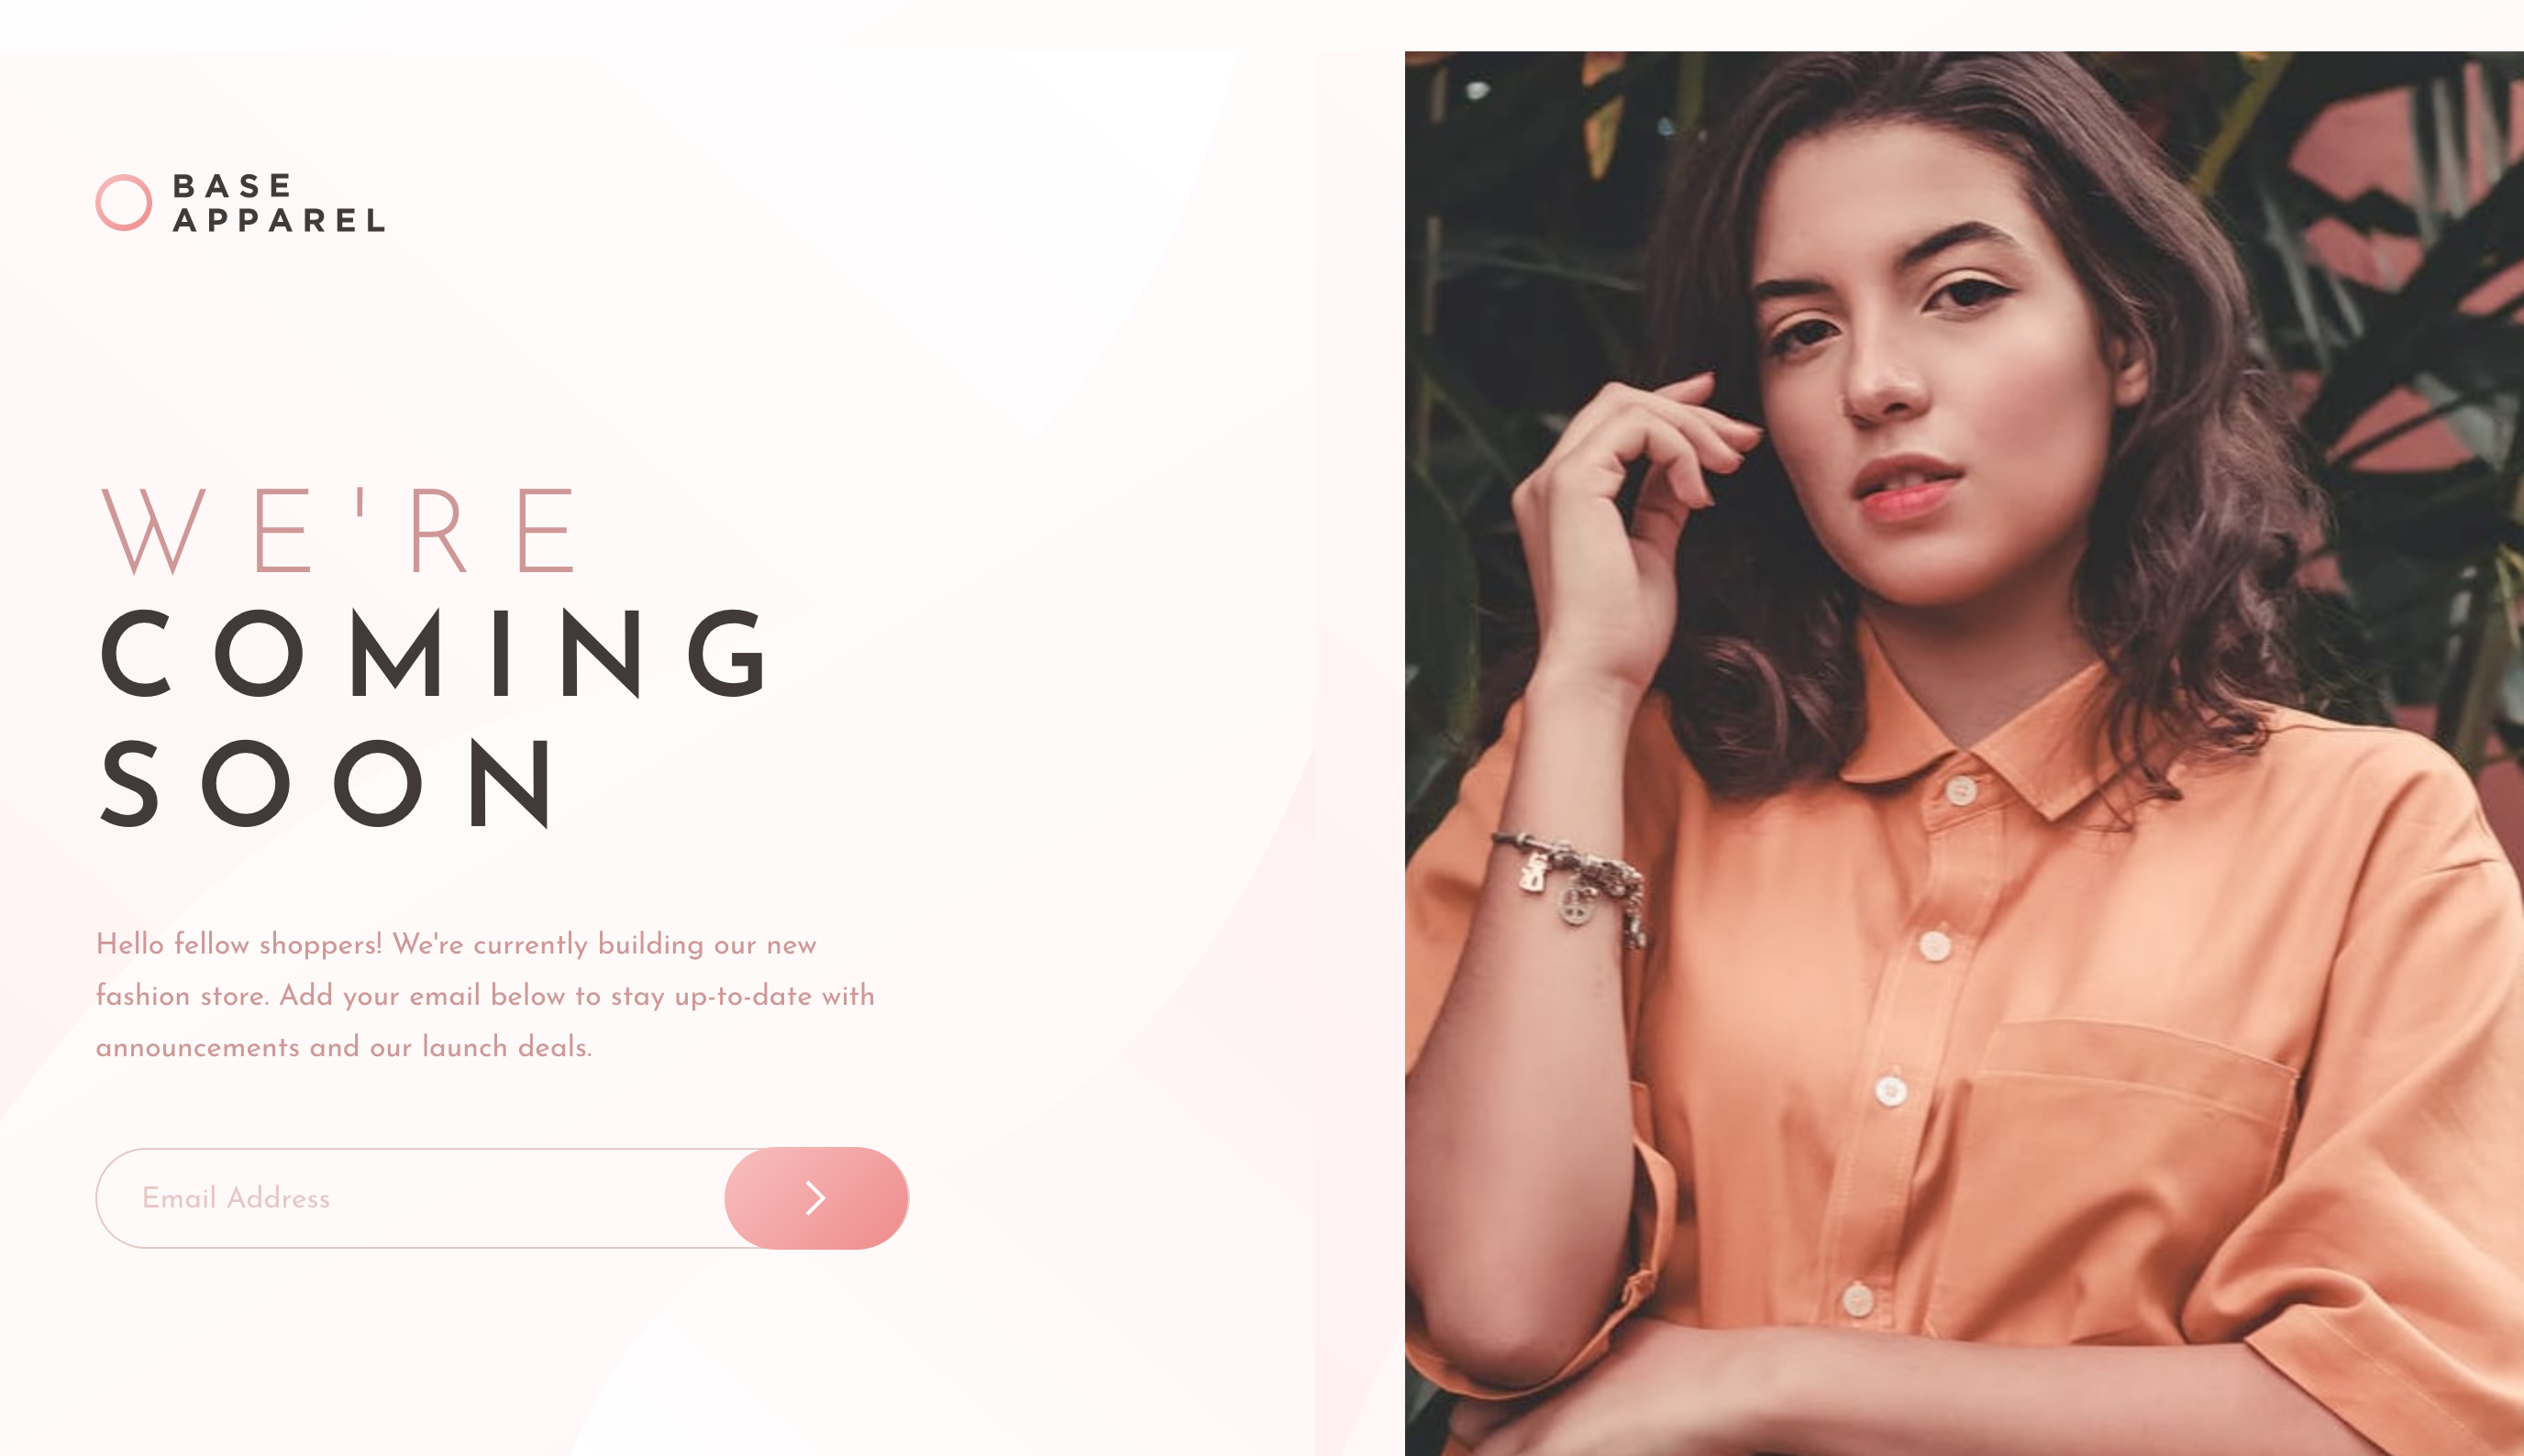 BASE
APPAREL
WE'RE
COMING
SOON
Hello fellow shoppers! We're currently building our new
fashion store. Add your email below to stay up-to-date with
announcements and our launch deals.
Email Address